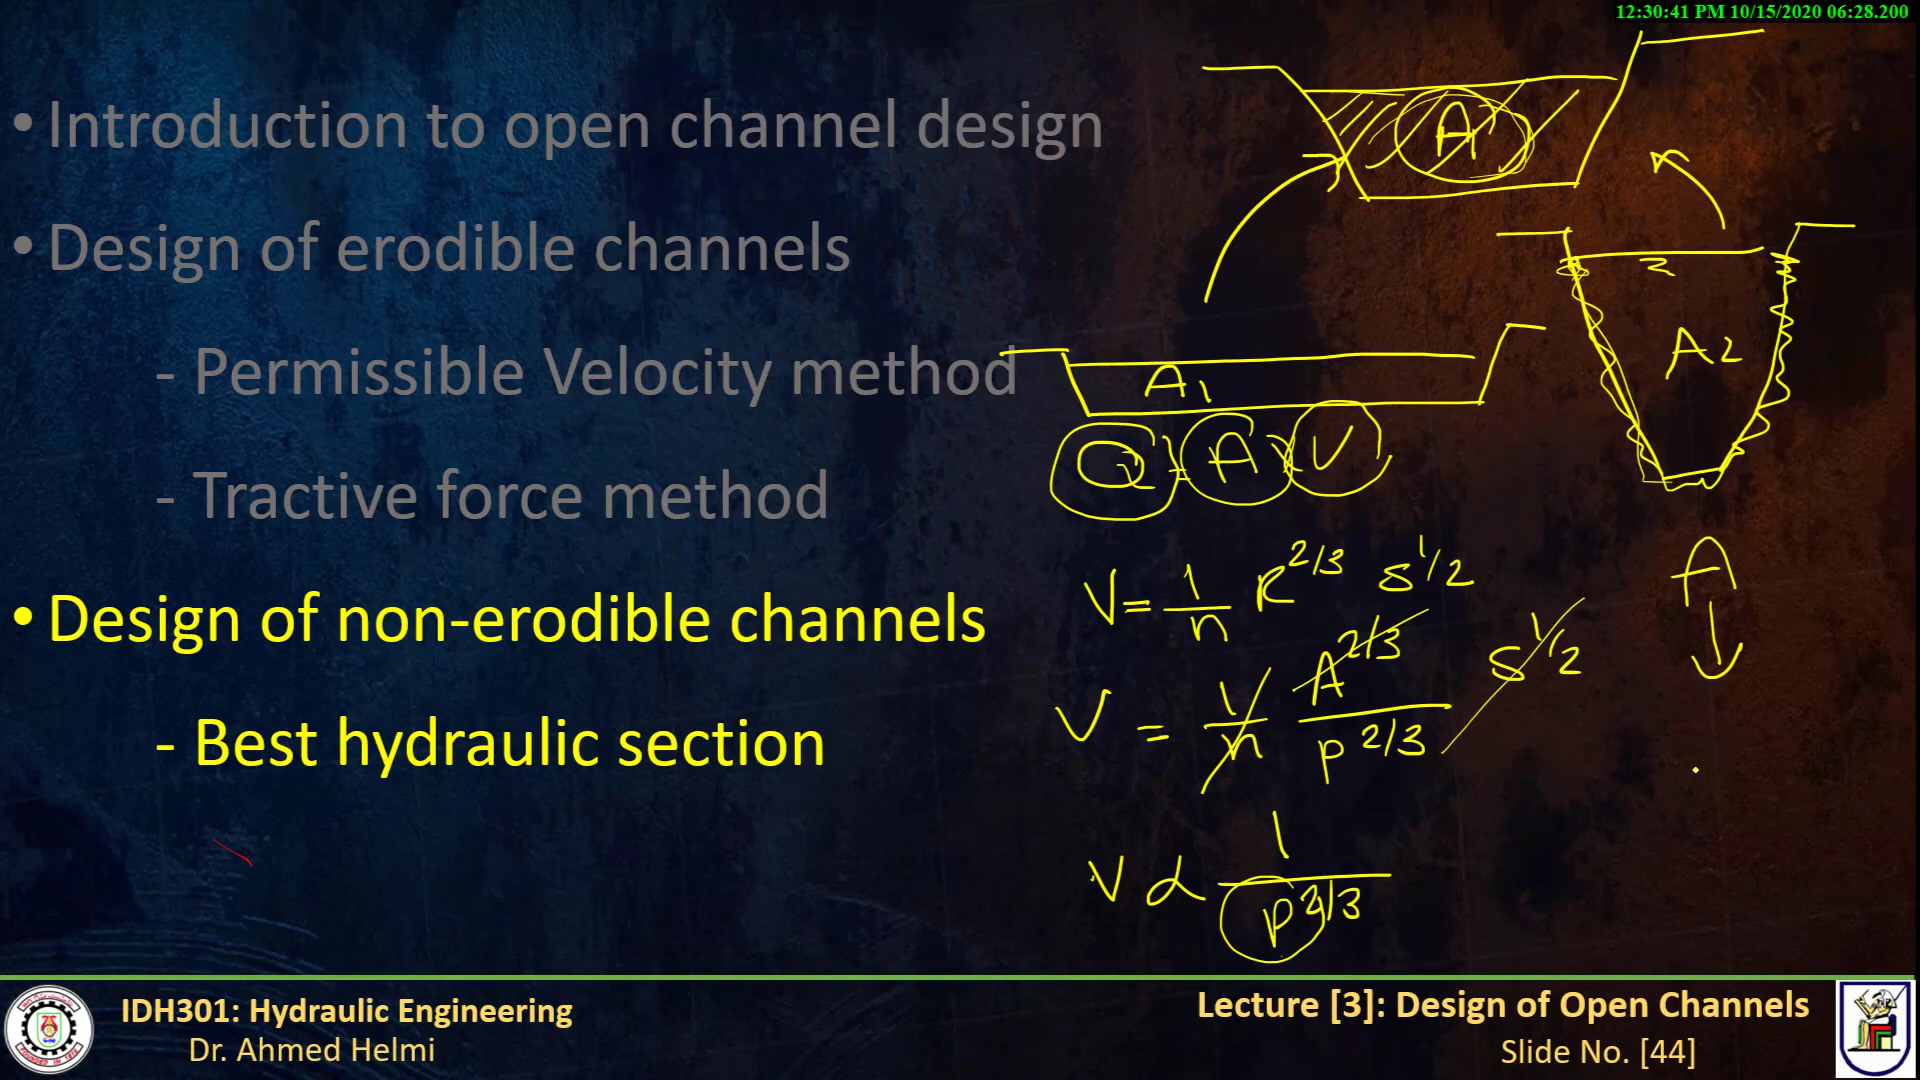 12:30:41 PM 10/15/2020 06:28.200
• Introduction to open channel design
• Design of erodible channels
- Permissible Velocity method
- Tractive force method
• Design of non-erodible channels
- Best hydraulic section
A
A1
A2
Q = A x V
V = 1/n R^2/3 S^1/2
V = 1/n A^2/3 / P^2/3 S^1/2
V α 1 / P^2/3
A ↓
IDH301: Hydraulic Engineering
Dr. Ahmed Helmi
Lecture [3]: Design of Open Channels
Slide No. [44]